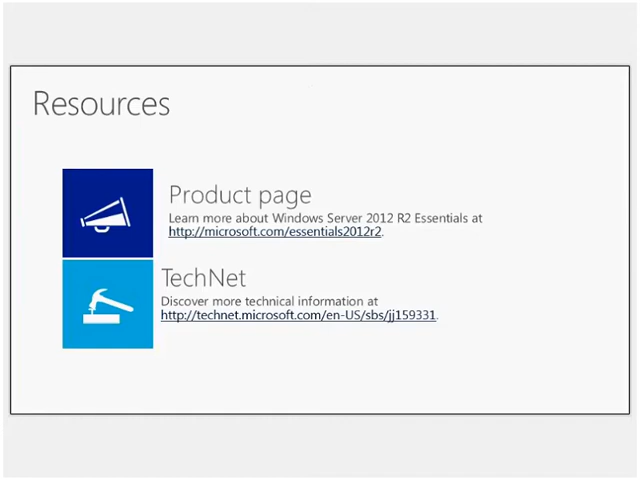 Resources
Product page
Learn more about Windows Server 2012 R2 Essentials at
http://microsoft.com/essentials2012r2.
TechNet
Discover more technical information at
http://technet.microsoft.com/en-US/sbs/jj159331.